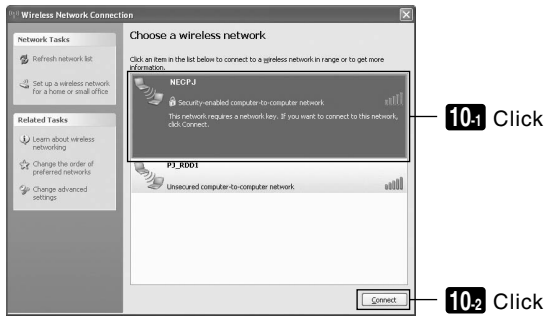 Wireless Network Connection
Network Tasks
Refresh network list
Set up a wireless network
for a home or small office
Related Tasks
Learn about wireless
networking
Change the order of
preferred networks
Change advanced
settings
Choose a wireless network
Click an item in the list below to connect to a wireless network in range or to get more
information.
NECPJ
Security-enabled computer-to-computer network
This network requires a network key. If you want to connect to this network,
click Connect.
PJ_RDD1
Unsecured computer-to-computer network
Connect
10-1 Click
10-2 Click